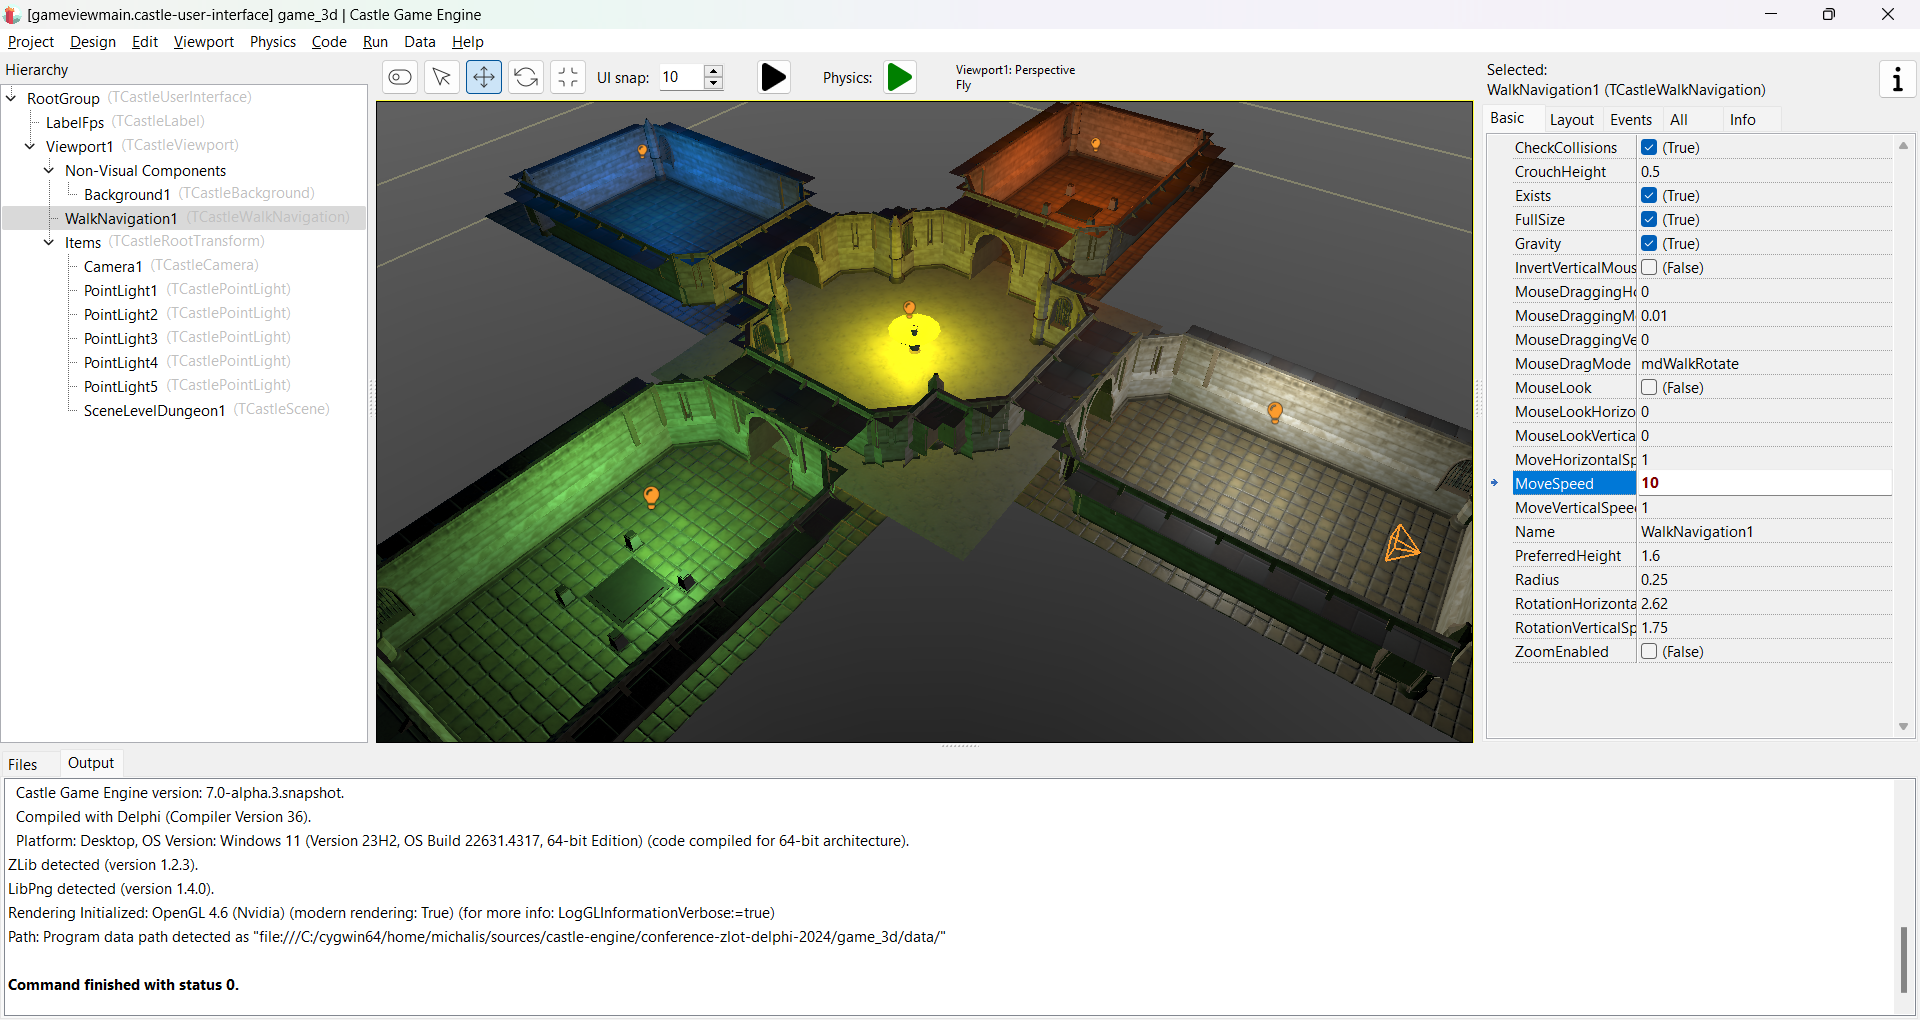 [gameviewmain.castle-user-interface] game_3d | Castle Game Engine
Project Design Edit Viewport Physics Code Run Data Help
Hierarchy
RootGroup (TCastleUserInterface)
LabelFps (TCastleLabel)
Viewport1 (TCastleViewport)
Non-Visual Components
Background1 (TCastleBackground)
WalkNavigation1 (TCastleWalkNavigation)
Items (TCastleRootTransform)
Camera1 (TCastleCamera)
PointLight1 (TCastlePointLight)
PointLight2 (TCastlePointLight)
PointLight3 (TCastlePointLight)
PointLight4 (TCastlePointLight)
PointLight5 (TCastlePointLight)
SceneLevelDungeon1 (TCastleScene)
UI snap: 10 Physics:
Viewport1: Perspective
Fly
Selected:
WalkNavigation1 (TCastleWalkNavigation)
Basic Layout Events All Info
CheckCollisions (True)
CrouchHeight 0.5
Exists (True)
FullSize (True)
Gravity (True)
InvertVerticalMous (False)
MouseDraggingHo 0
MouseDraggingM 0.01
MouseDraggingVe 0
MouseDragMode mdWalkRotate
MouseLook (False)
MouseLookHorizo 0
MouseLookVertica 0
MoveHorizontalSp 1
MoveSpeed 10
MoveVerticalSpeed 1
Name WalkNavigation1
PreferredHeight 1.6
Radius 0.25
RotationHorizonta 2.62
RotationVerticalSp 1.75
ZoomEnabled (False)
Files Output
Castle Game Engine version: 7.0-alpha.3.snapshot.
Compiled with Delphi (Compiler Version 36).
Platform: Desktop, OS Version: Windows 11 (Version 23H2, OS Build 22631.4317, 64-bit Edition) (code compiled for 64-bit architecture).
ZLib detected (version 1.2.3).
LibPng detected (version 1.4.0).
Rendering Initialized: OpenGL 4.6 (Nvidia) (modern rendering: True) (for more info: LogGLInformationVerbose:=true)
Path: Program data path detected as "file:///C:/cygwin64/home/michalis/sources/castle-engine/conference-zlot-delphi-2024/game_3d/data/"
Command finished with status 0.